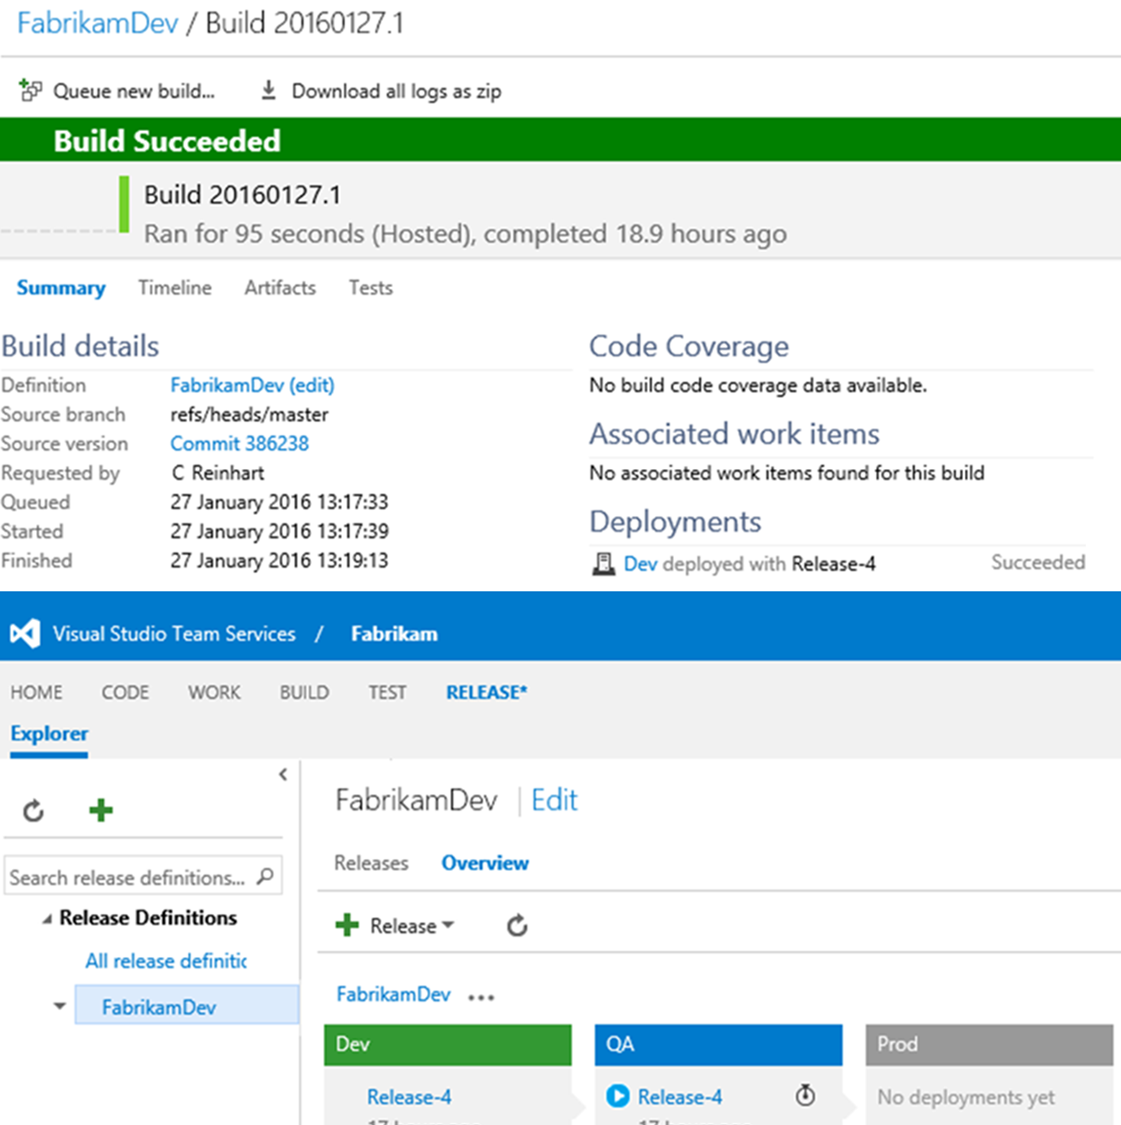 FabrikamDev / Build 20160127.1
Queue new build... Download all logs as zip
Build Succeeded
Build 20160127.1
Ran for 95 seconds (Hosted), completed 18.9 hours ago
Summary Timeline Artifacts Tests
Build details
Definition FabrikamDev (edit)
Source branch refs/heads/master
Source version Commit 386238
Requested by C Reinhart
Queued 27 January 2016 13:17:33
Started 27 January 2016 13:17:39
Finished 27 January 2016 13:19:13
Code Coverage
No build code coverage data available.
Associated work items
No associated work items found for this build
Deployments
Dev deployed with Release-4 Succeeded
Visual Studio Team Services / Fabrikam
HOME CODE WORK BUILD TEST RELEASE*
Explorer
Search release definitions...
Release Definitions
All release definitic
FabrikamDev
FabrikamDev | Edit
Releases Overview
Release
FabrikamDev ...
Dev QA Prod
Release-4 Release-4 No deployments yet